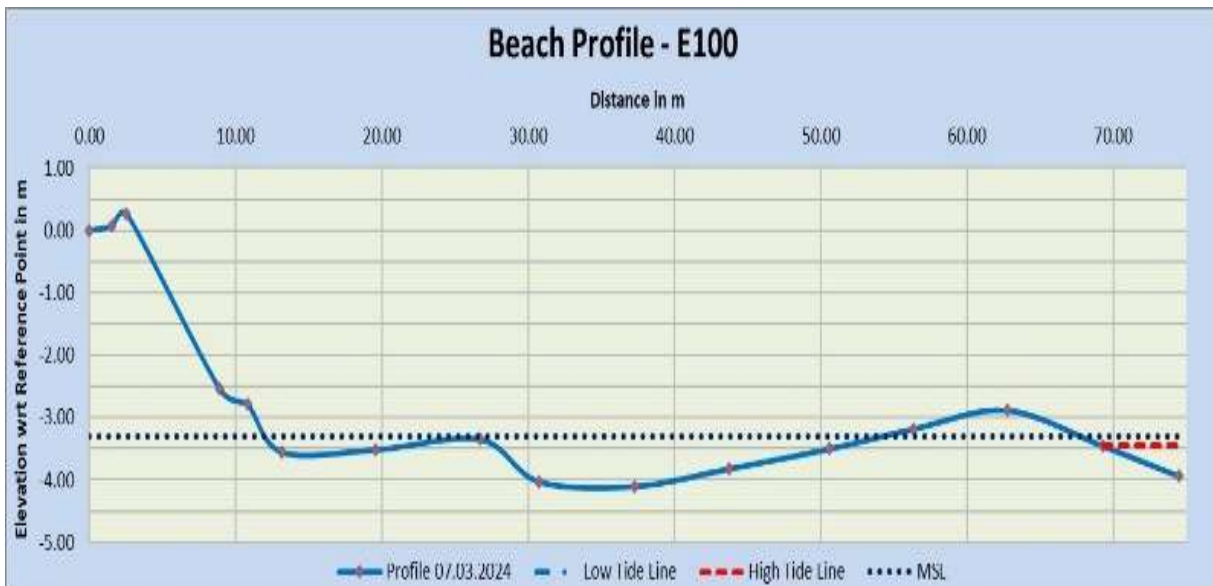 Beach Profile - E100
Distance in m
0.00 10.00 20.00 30.00 40.00 50.00 60.00 70.00
Elevation wrt Reference Point in m
1.00
0.00
-1.00
-2.00
-3.00
-4.00
-5.00
Profile 07.03.2024 Low Tide Line High Tide Line MSL